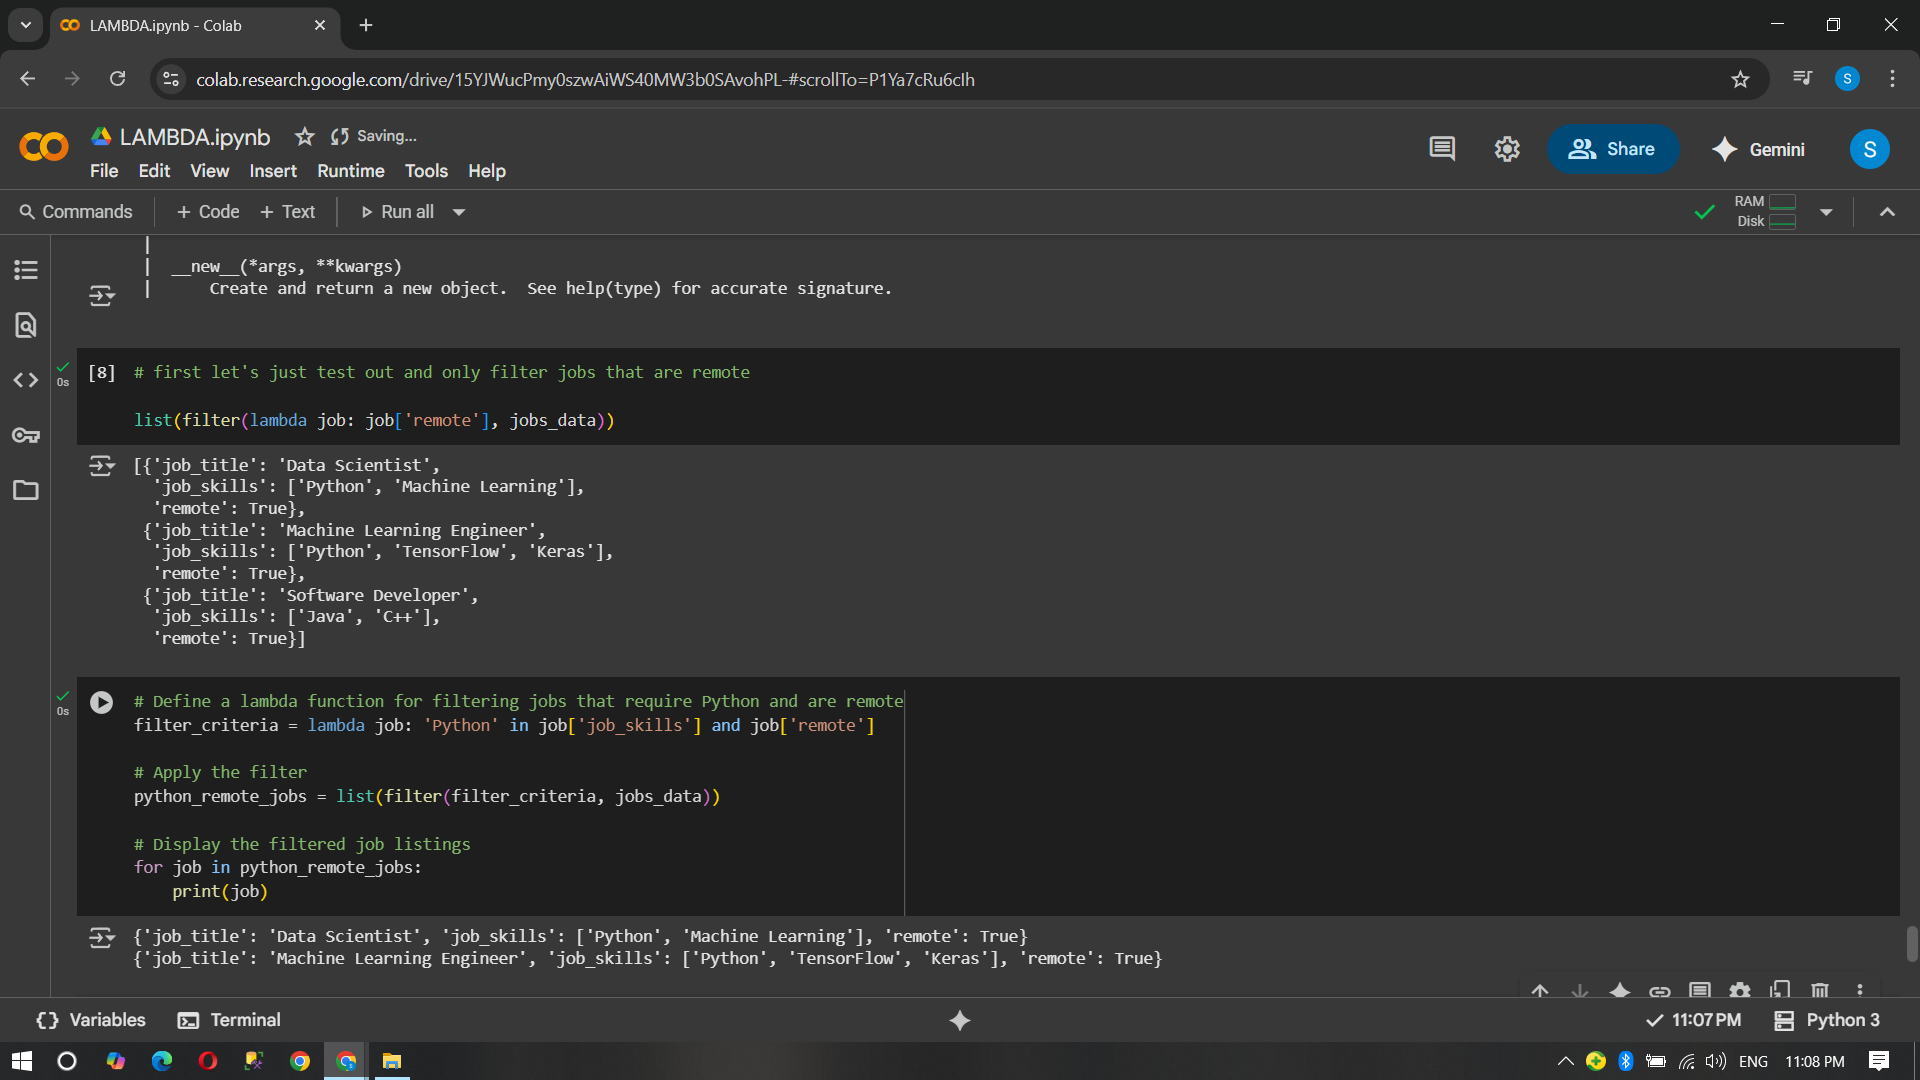 LAMBDA.ipynb - Colab
colab.research.google.com/drive/15YJWucPmy0szwAiWS40MW3b0SAvohPL-#scrollTo=P1Ya7cRu6clh
S
LAMBDA.ipynb Saving...
File Edit View Insert Runtime Tools Help
Share Gemini S
Commands + Code + Text Run all
RAM
Disk
|
| __new__(*args, **kwargs)
|     Create and return a new object.  See help(type) for accurate signature.
0s
[8] # first let's just test out and only filter jobs that are remote
list(filter(lambda job: job['remote'], jobs_data))
[{'job_title': 'Data Scientist',
'job_skills': ['Python', 'Machine Learning'],
'remote': True},
{'job_title': 'Machine Learning Engineer',
'job_skills': ['Python', 'TensorFlow', 'Keras'],
'remote': True},
{'job_title': 'Software Developer',
'job_skills': ['Java', 'C++'],
'remote': True}]
0s
# Define a lambda function for filtering jobs that require Python and are remote
filter_criteria = lambda job: 'Python' in job['job_skills'] and job['remote']
# Apply the filter
python_remote_jobs = list(filter(filter_criteria, jobs_data))
# Display the filtered job listings
for job in python_remote_jobs:
    print(job)
{'job_title': 'Data Scientist', 'job_skills': ['Python', 'Machine Learning'], 'remote': True}
{'job_title': 'Machine Learning Engineer', 'job_skills': ['Python', 'TensorFlow', 'Keras'], 'remote': True}
Variables Terminal
11:07 PM Python 3
ENG 11:08 PM